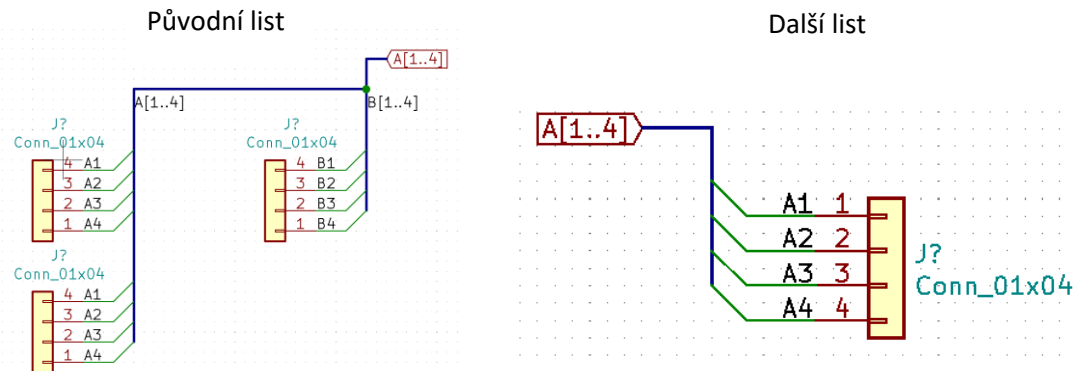 Původní list
A[1..4]
A[1..4]
B[1..4]
J?
Conn_01x04
4 A1
3 A2
2 A3
1 A4
J?
Conn_01x04
4 B1
3 B2
2 B3
1 B4
J?
Conn_01x04
4 A1
3 A2
2 A3
1 A4
Další list
A[1..4]
A1 1
A2 2
A3 3
A4 4
J?
Conn_01x04